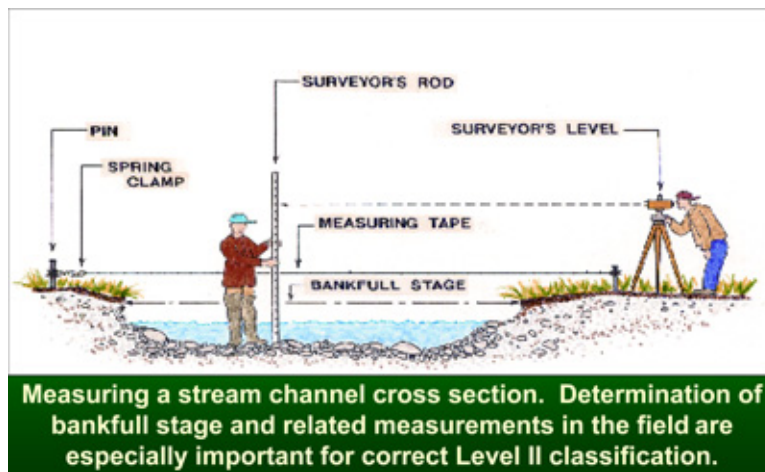 SURVEYOR'S ROD
PIN
SURVEYOR'S LEVEL
SPRING
CLAMP
MEASURING TAPE
BANKFULL STAGE
Measuring a stream channel cross section. Determination of
bankfull stage and related measurements in the field are
especially important for correct Level II classification.